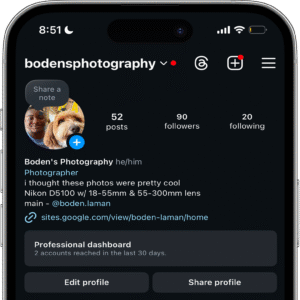 8:51
bodensphotography
Share a
note
52
posts
90
followers
20
following
Boden's Photography he/him
Photographer
i thought these photos were pretty cool
Nikon D5100 w/ 18-55mm & 55-300mm lens
main - @boden.laman
sites.google.com/view/boden-laman/home
Professional dashboard
2 accounts reached in the last 30 days.
Edit profile
Share profile